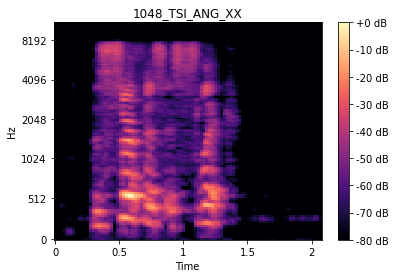 1048_TSI_ANG_XX
8192
4096
2048
1024
512
0
Hz
0
0.5
1
1.5
2
Time
+0 dB
-10 dB
-20 dB
-30 dB
-40 dB
-50 dB
-60 dB
-70 dB
-80 dB